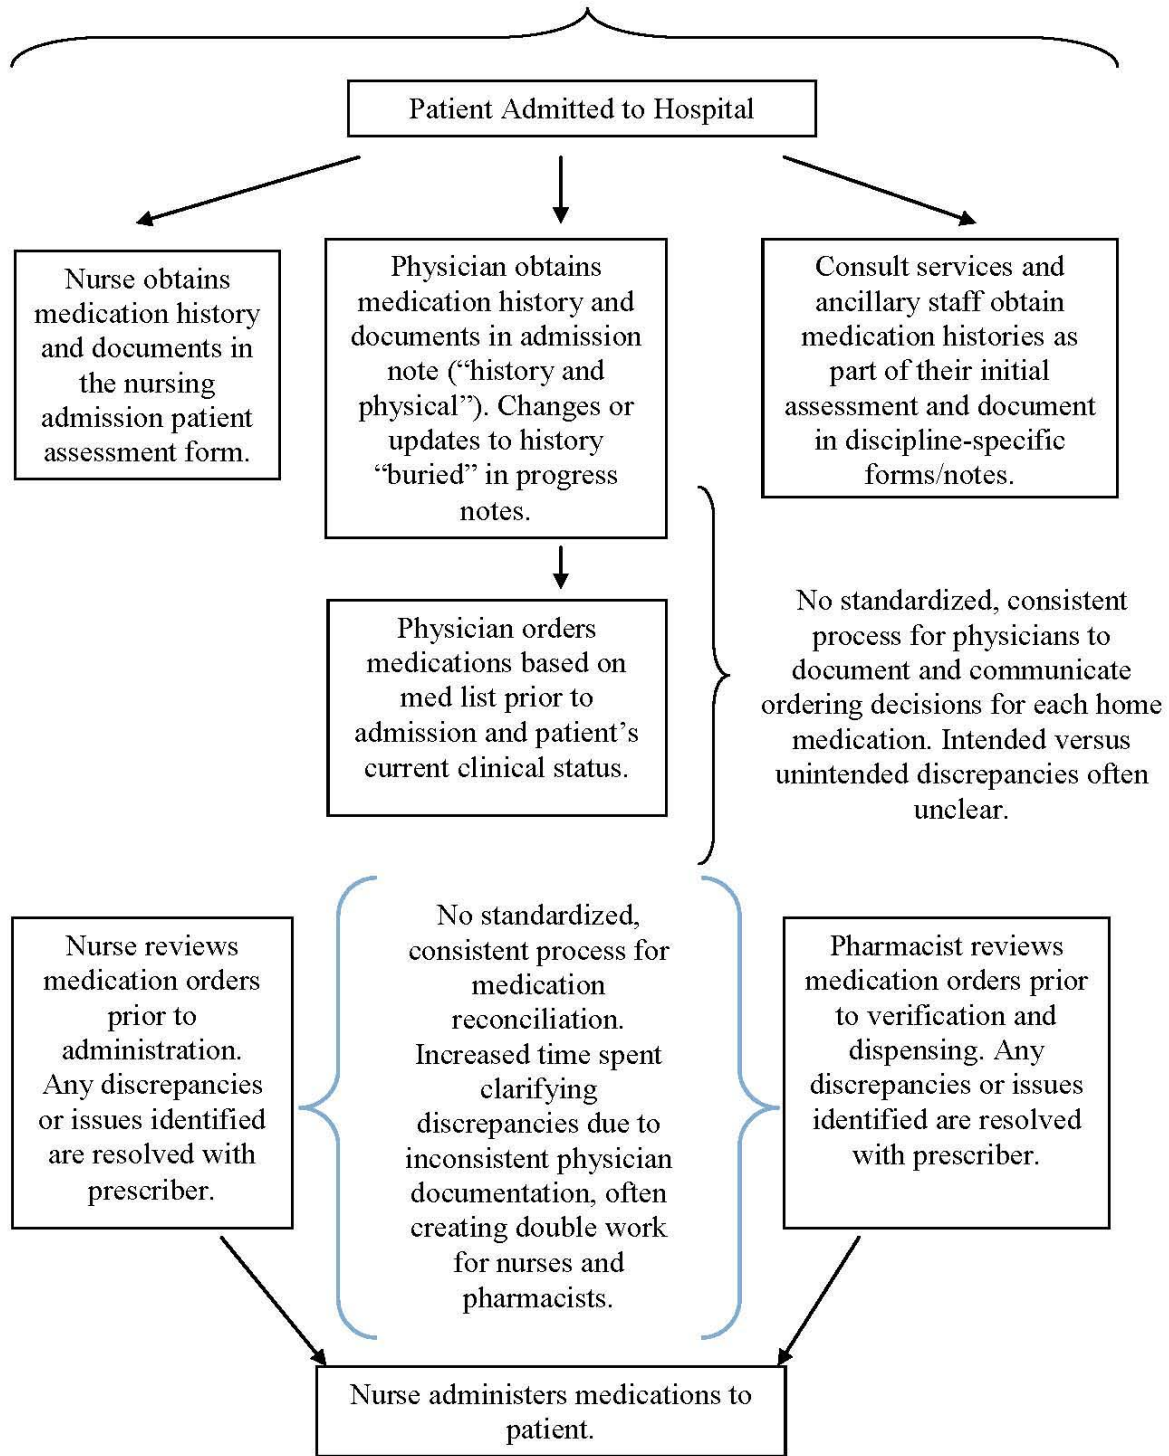 Patient Admitted to Hospital
Nurse obtains
medication history
and documents in
the nursing
admission patient
assessment form.
Physician obtains
medication history and
documents in admission
note (“history and
physical”). Changes or
updates to history
“buried” in progress
notes.
Consult services and
ancillary staff obtain
medication histories as
part of their initial
assessment and document
in discipline-specific
forms/notes.
Physician orders
medications based on
med list prior to
admission and patient’s
current clinical status.
No standardized, consistent
process for physicians to
document and communicate
ordering decisions for each home
medication. Intended versus
unintended discrepancies often
unclear.
Nurse reviews
medication orders
prior to
administration.
Any discrepancies
or issues identified
are resolved with
prescriber.
No standardized,
consistent process for
medication
reconciliation.
Increased time spent
clarifying
discrepancies due to
inconsistent physician
documentation, often
creating double work
for nurses and
pharmacists.
Pharmacist reviews
medication orders prior
to verification and
dispensing. Any
discrepancies or issues
identified are resolved
with prescriber.
Nurse administers medications to
patient.